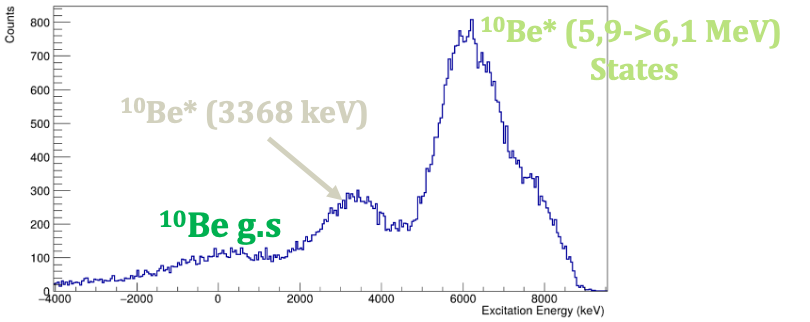 Counts
800
700
600
500
400
300
200
100
0
¹⁰Be* (5,9->6,1 MeV)
States
¹⁰Be* (3368 keV)
¹⁰Be g.s
−4000 −2000 0 2000 4000 6000 8000
Excitation Energy (keV)